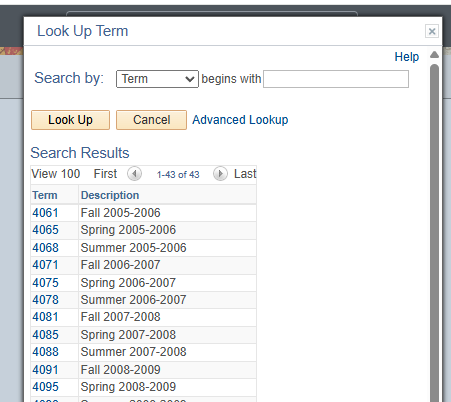 Look Up Term
Help
Search by: Term begins with
Look Up Cancel Advanced Lookup
Search Results
View 100 First 1-43 of 43 Last
Term Description
4061 Fall 2005-2006
4065 Spring 2005-2006
4068 Summer 2005-2006
4071 Fall 2006-2007
4075 Spring 2006-2007
4078 Summer 2006-2007
4081 Fall 2007-2008
4085 Spring 2007-2008
4088 Summer 2007-2008
4091 Fall 2008-2009
4095 Spring 2008-2009